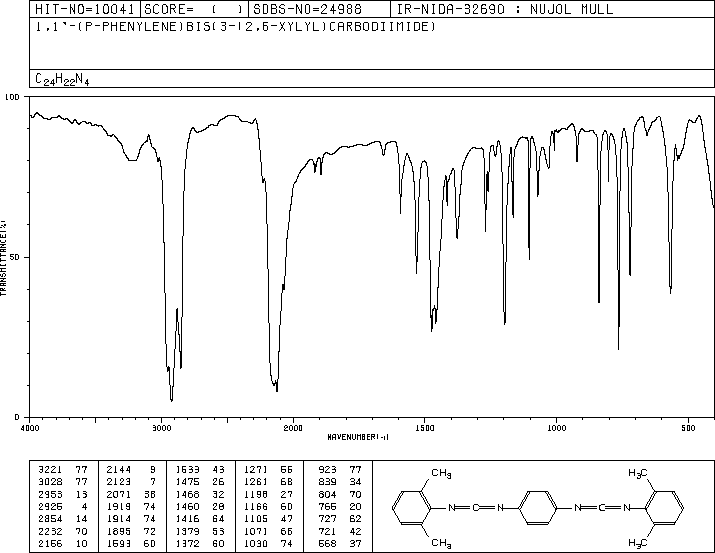 HIT-NO=10041 SCORE= ( ) SDBS-NO=24988 IR-NIDA-32690 : NUJOL MULL
1,1'-(P-PHENYLENE)BIS(3-(2,6-XYLYL)CARBODIIMIDE)
C24H22N4
100
50
0
TRANSMITTANCE(%)
4000 3000 2000 1500 1000 500
WAVENUMBER(-1)
3221 77 2144 9 1533 43 1271 56 923 77
3028 77 2123 7 1475 26 1261 68 839 34
2953 13 2071 38 1468 32 1198 27 804 70
2925 4 1919 74 1460 28 1166 60 765 20
2854 14 1914 74 1416 64 1105 47 727 62
2232 70 1895 72 1379 53 1071 66 721 42
2166 10 1593 60 1372 60 1030 74 568 37
CH3 H3C
N C N N C N
CH3 H3C